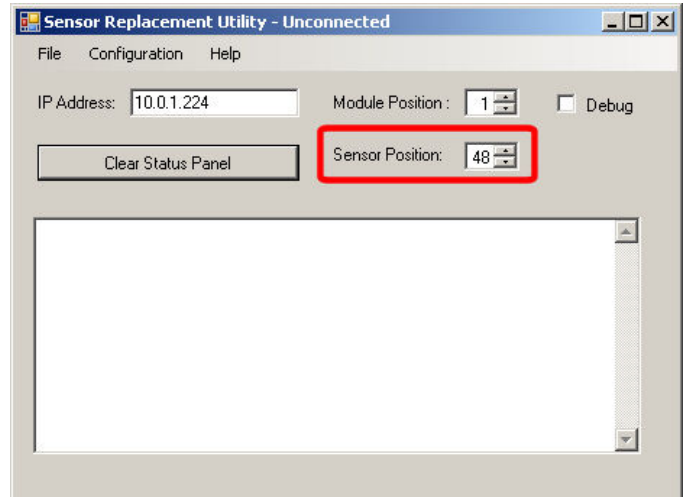 Sensor Replacement Utility - Unconnected
File Configuration Help
IP Address: 10.0.1.224 Module Position : 1 Debug
Clear Status Panel Sensor Position: 48